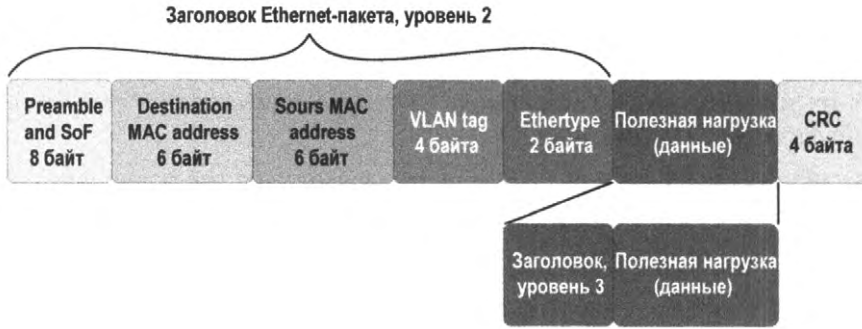 Заголовок Ethernet-пакета, уровень 2
Preamble
and SoF
8 байт
Destination
MAC address
6 байт
Sours MAC
address
6 байт
VLAN tag
4 байта
Ethertype
2 байта
Полезная нагрузка
(данные)
CRC
4 байта
Заголовок,
уровень 3
Полезная нагрузка
(данные)